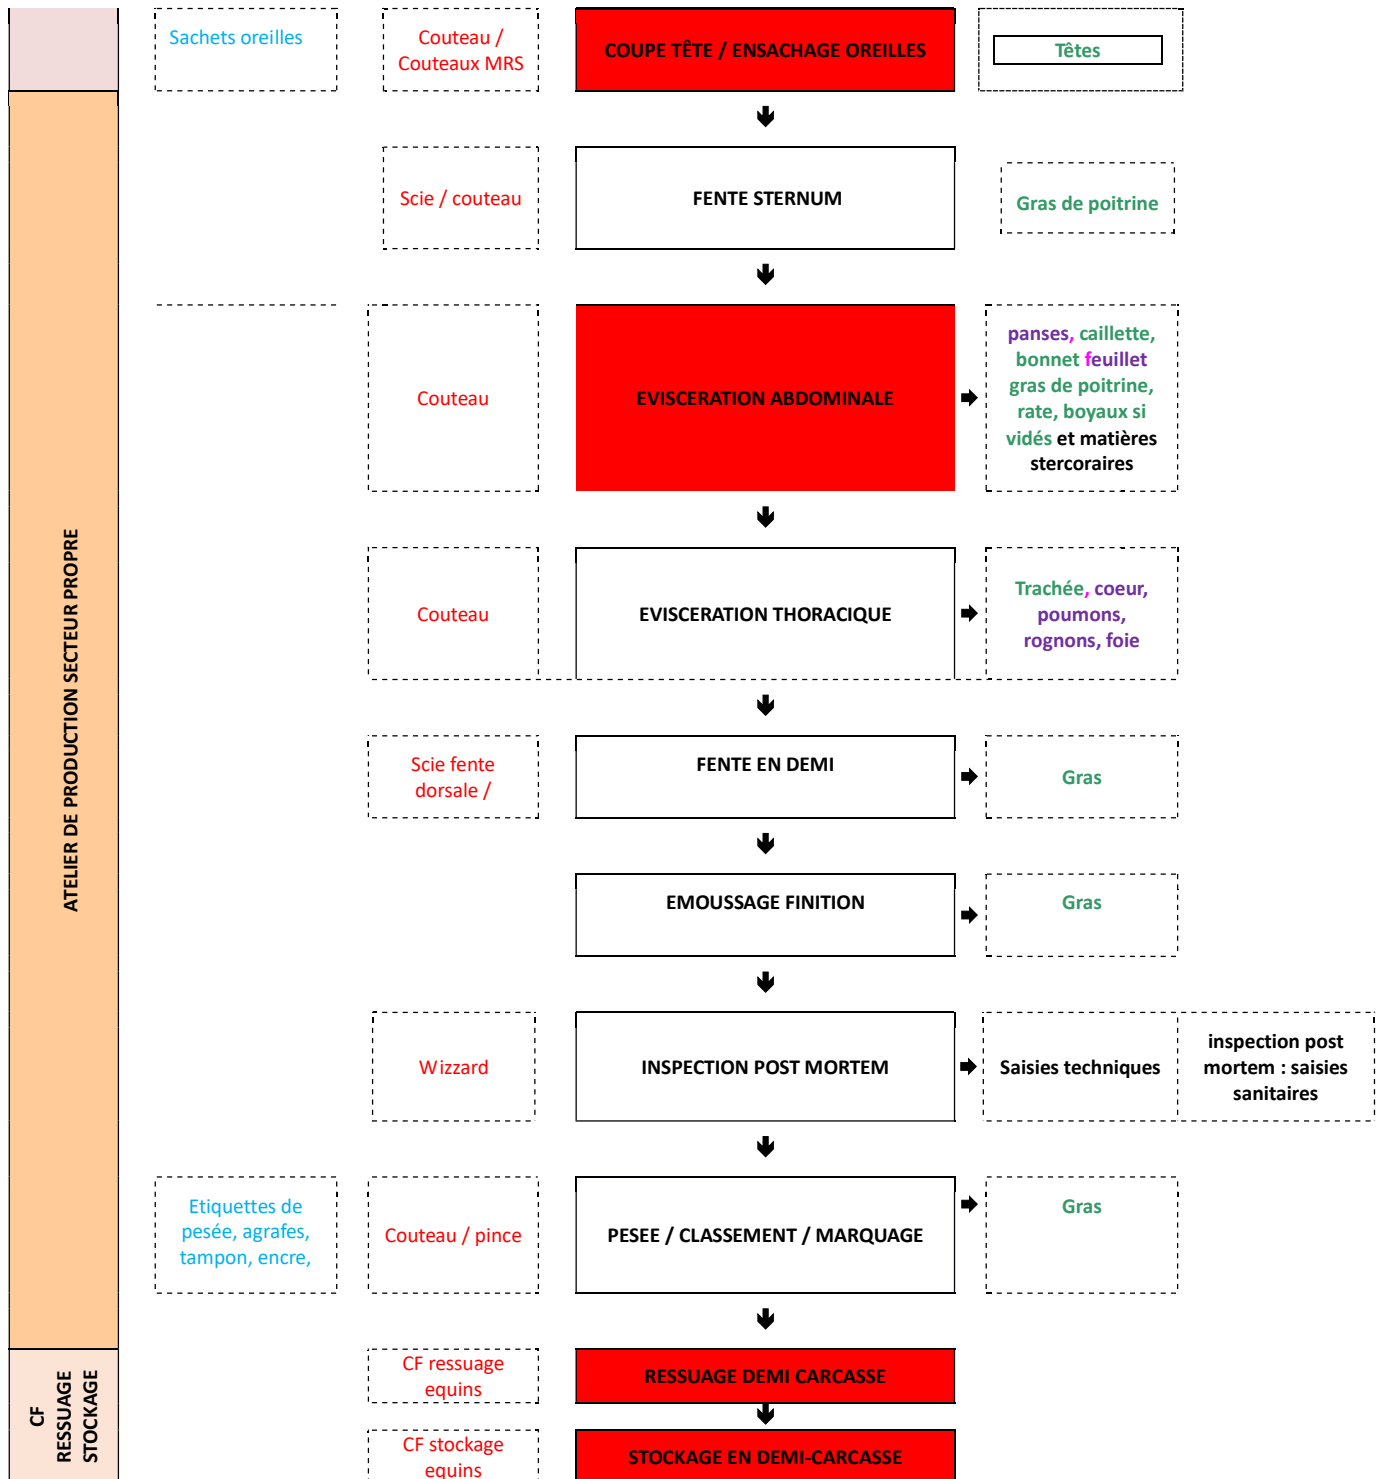 Sachets oreilles
Couteau /
Couteaux MRS
COUPE TÊTE / ENSACHAGE OREILLES
Têtes
Scie / couteau
FENTE STERNUM
Gras de poitrine
Couteau
EVISCERATION ABDOMINALE
panses, caillette,
bonnet feuillet
gras de poitrine,
rate, boyaux si
vidés et matières
stercoraires
ATELIER DE PRODUCTION SECTEUR PROPRE
Couteau
EVISCERATION THORACIQUE
Trachée, coeur,
poumons,
rognons, foie
Scie fente
dorsale /
FENTE EN DEMI
Gras
EMOUSSAGE FINITION
Gras
Wizzard
INSPECTION POST MORTEM
Saisies techniques
inspection post
mortem : saisies
sanitaires
Etiquettes de
pesée, agrafes,
tampon, encre,
Couteau / pince
PESEE / CLASSEMENT / MARQUAGE
Gras
CF
RESSUAGE
STOCKAGE
CF ressuage
equins
RESSUAGE DEMI CARCASSE
CF stockage
equins
STOCKAGE EN DEMI-CARCASSE